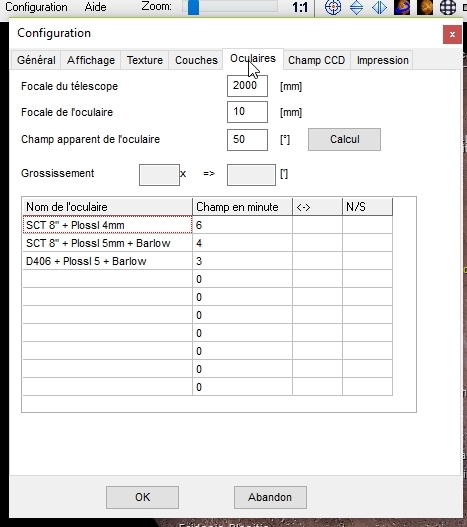 Configuration Aide Zoom: 1:1
Configuration x
Général Affichage Texture Couches Oculaires Champ CCD Impression
Focale du télescope 2000 [mm]
Focale de l'oculaire 10 [mm]
Champ apparent de l'oculaire 50 [°] Calcul
Grossissement x => [']
Nom de l'oculaire Champ en minute <-> N/S
SCT 8" + Plossl 4mm 6
SCT 8" + Plossl 5mm + Barlow 4
D406 + Plossl 5 + Barlow 3
0
0
0
0
0
0
0
OK Abandon